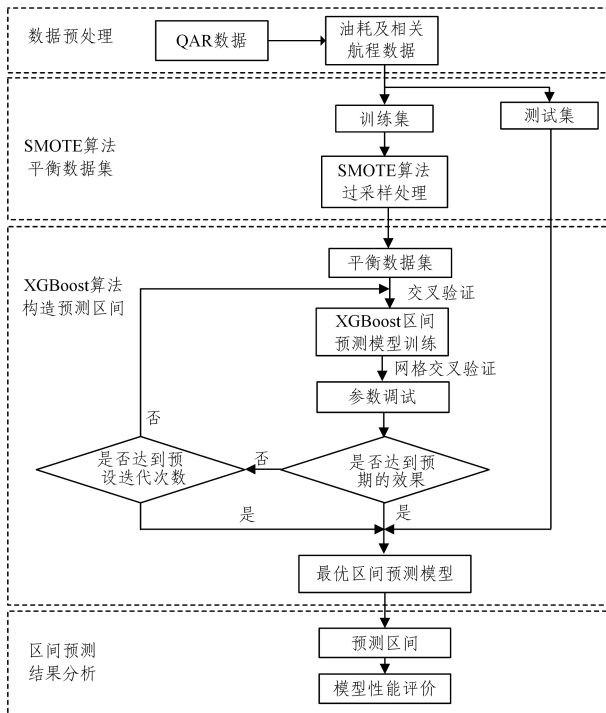 数据预处理
QAR数据
油耗及相关
航程数据
训练集
测试集
SMOTE算法
平衡数据集
SMOTE算法
过采样处理
平衡数据集
XGBoost算法
构造预测区间
交叉验证
XGBoost区间
预测模型训练
网格交叉验证
参数调试
否
是否达到预
设迭代次数
否
是否达到预
期的效果
是
是
最优区间预测模型
区间预测
结果分析
预测区间
模型性能评价